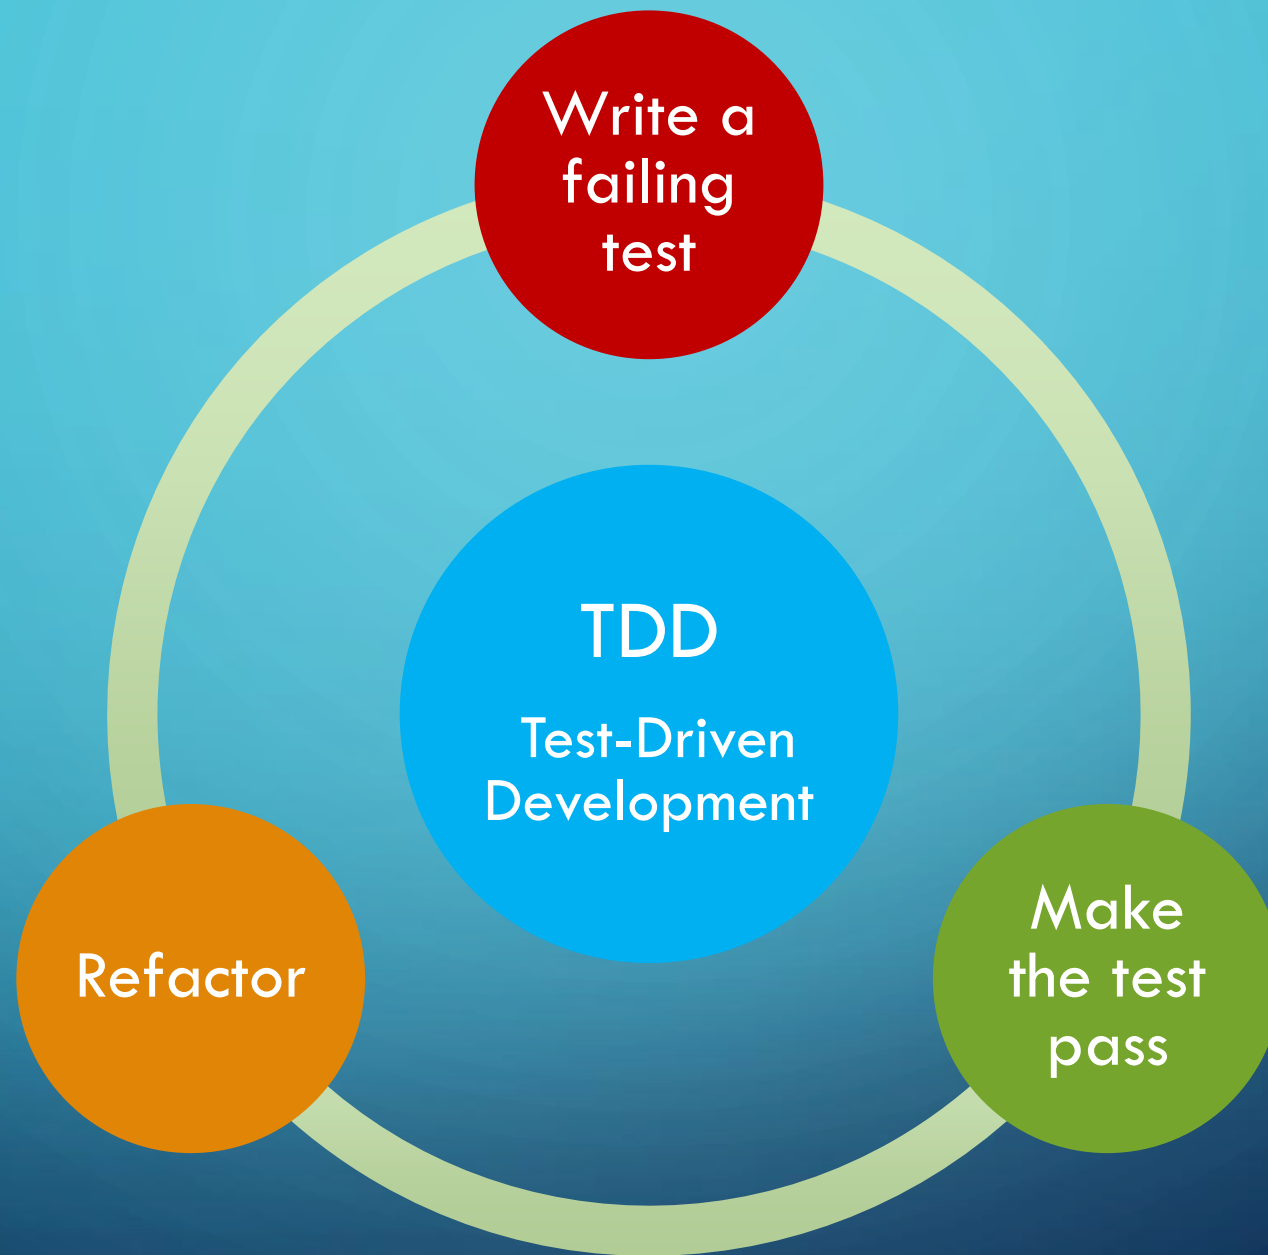 Write a
failing
test
TDD
Test-Driven
Development
Refactor
Make
the test
pass